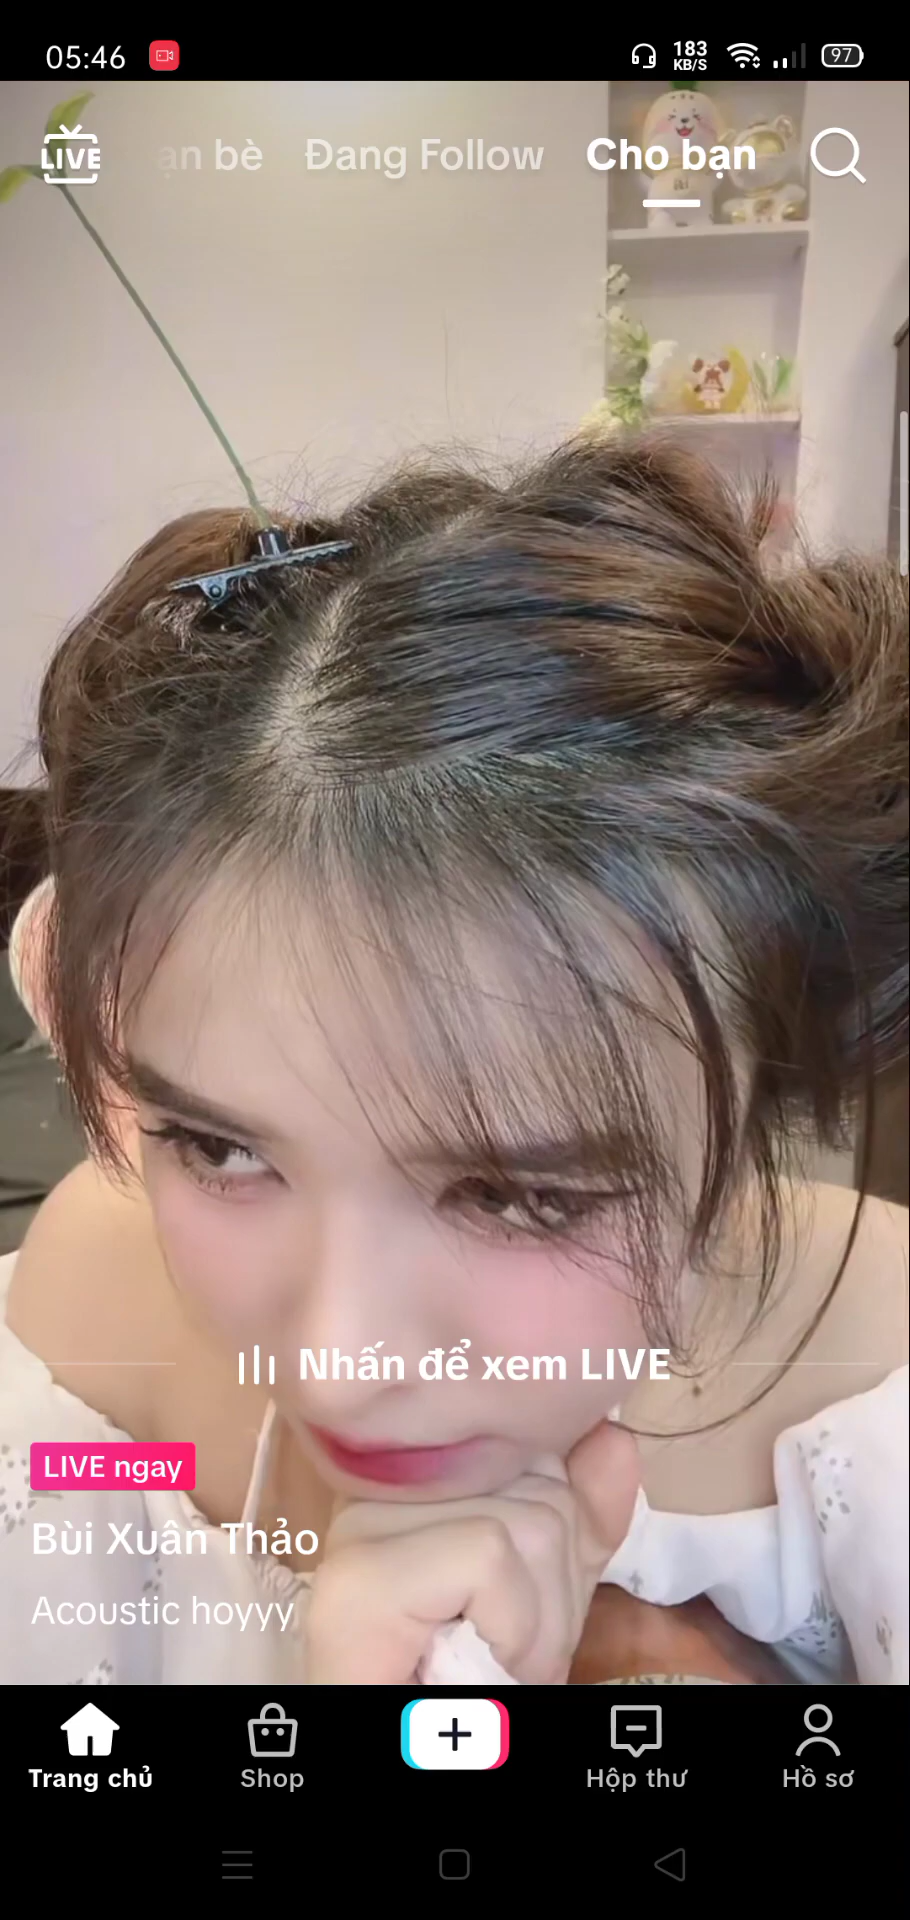 05:46
183
KB/S
97
LIVE
ạn bè
Đang Follow
Cho bạn
Nhấn để xem LIVE
LIVE ngay
Bùi Xuân Thảo
Acoustic hoyyy
Trang chủ
Shop
Hộp thư
Hồ sơ